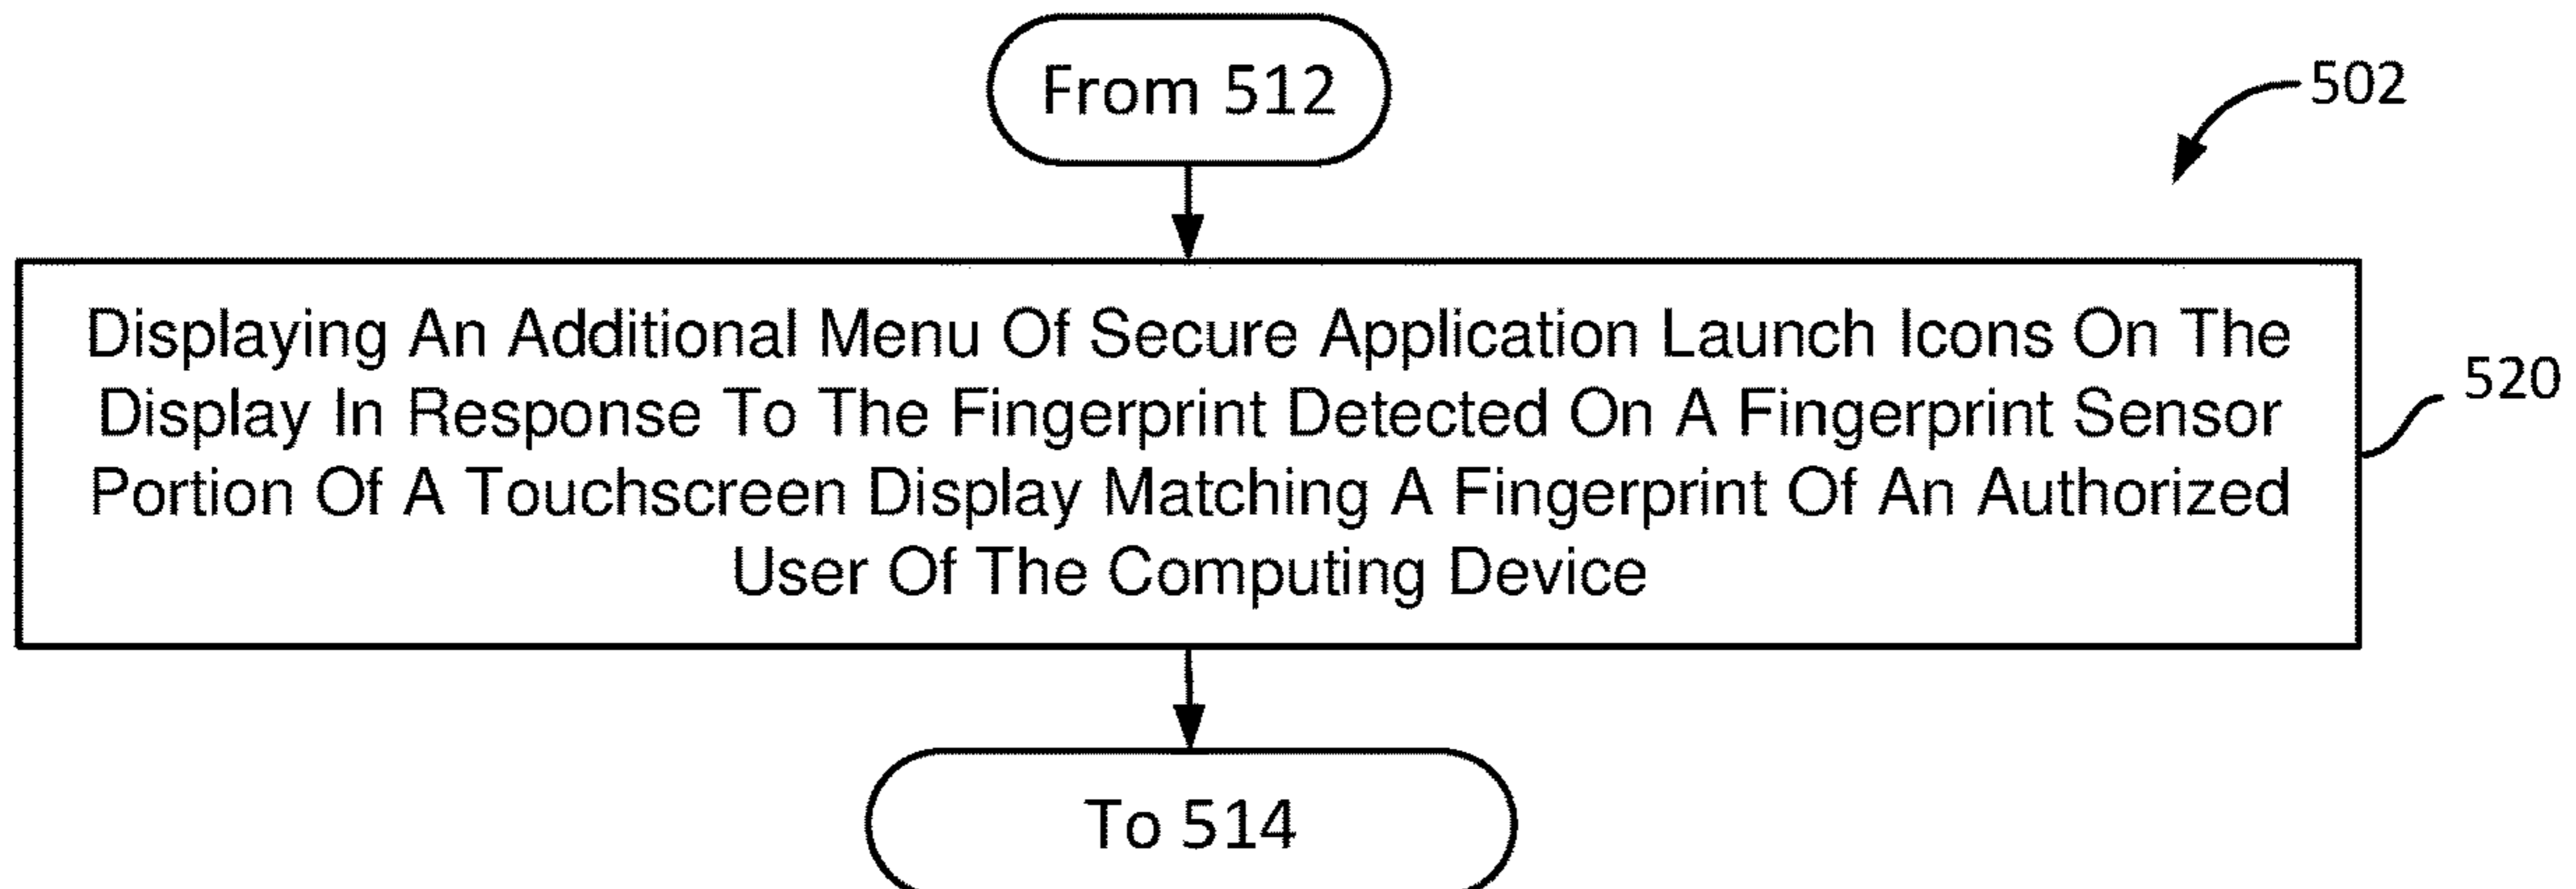 From 512
502
Displaying An Additional Menu Of Secure Application Launch Icons On The
Display In Response To The Fingerprint Detected On A Fingerprint Sensor
Portion Of A Touchscreen Display Matching A Fingerprint Of An Authorized
User Of The Computing Device
520
To 514